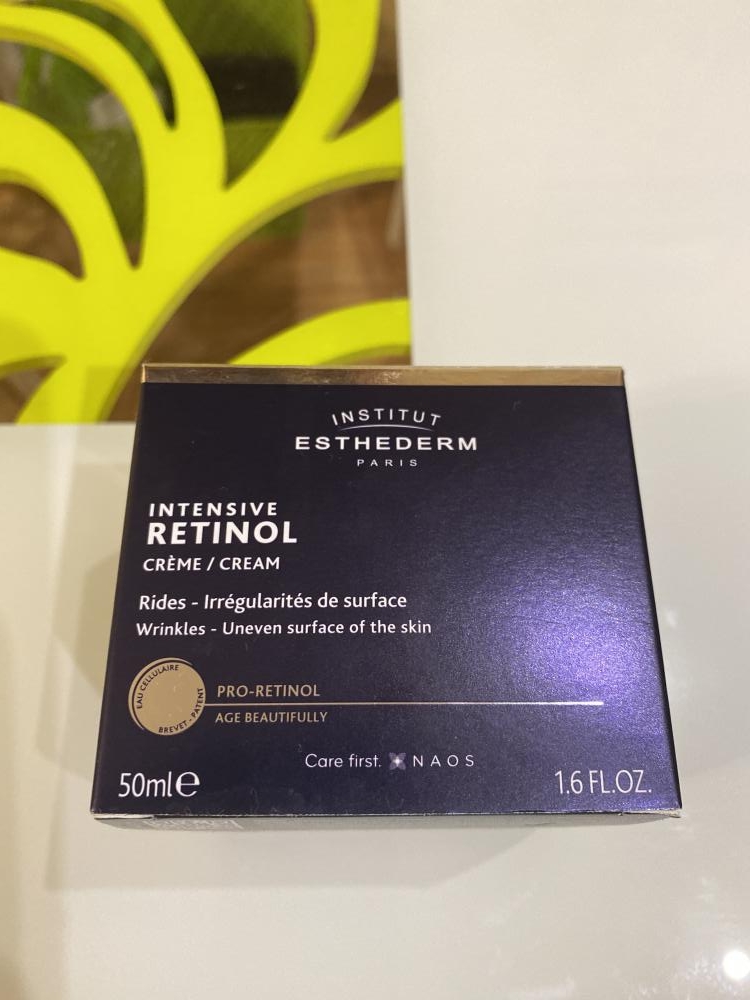 INSTITUT
ESTHEDERM
PARIS
INTENSIVE
RETINOL
CRÈME / CREAM
Rides - Irrégularités de surface
Wrinkles - Uneven surface of the skin
EAU CELLULAIRE
BREVET - PATENT
PRO-RETINOL
AGE BEAUTIFULLY
Care first. NAOS
50ml℮
1.6 FL.OZ.